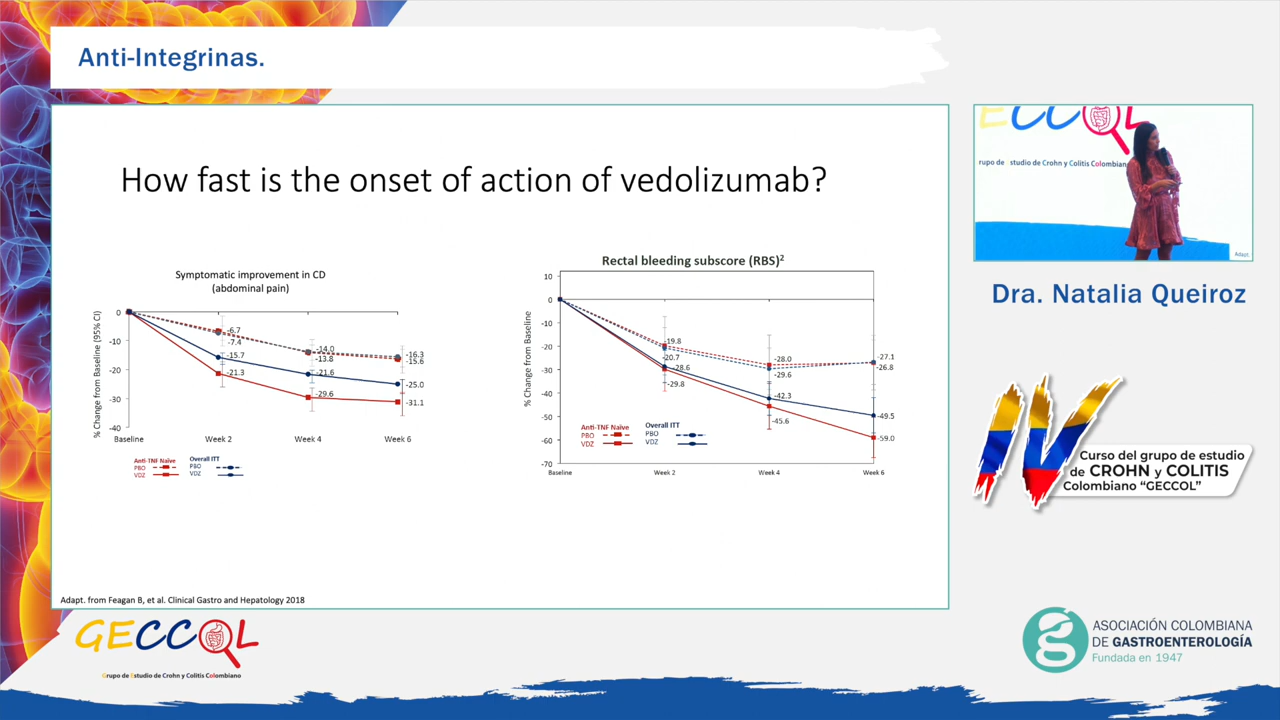 Anti-Integrinas.
How fast is the onset of action of vedolizumab?
Symptomatic improvement in CD
(abdominal pain)
% Change from Baseline (95% CI)
0
-10
-20
-30
-40
-6.7
-7.4
-15.7
-21.3
-14.0
-13.8
-21.6
-29.6
-16.3
-15.6
-25.0
-31.1
Baseline
Week 2
Week 4
Week 6
Anti-TNF Naïve
PBO
VDZ
Overall ITT
Rectal bleeding subscore (RBS)2
% Change from Baseline
10
0
-10
-20
-30
-40
-50
-60
-70
-19.8
-20.7
-28.6
-29.8
-28.0
-29.6
-42.3
-45.6
-27.1
-26.8
-49.5
-59.0
Anti-TNF Naïve
PBO
VDZ
Overall ITT
PBO
VDZ
Baseline
Week 2
Week 4
Week 6
Adapt. from Feagan B, et al. Clinical Gastro and Hepatology 2018
ECCOL
rupo de studio de Crohn y Colitis Colombian
Adapt.
Dra. Natalia Queiroz
IV
Curso del grupo de estudio
de CROHN y COLITIS
Colombiano “GECCOL”
GECCOL
Grupo de Estudio de Crohn y Colitis Colombiano
ASOCIACIÓN COLOMBIANA
DE GASTROENTEROLOGÍA
Fundada en 1947